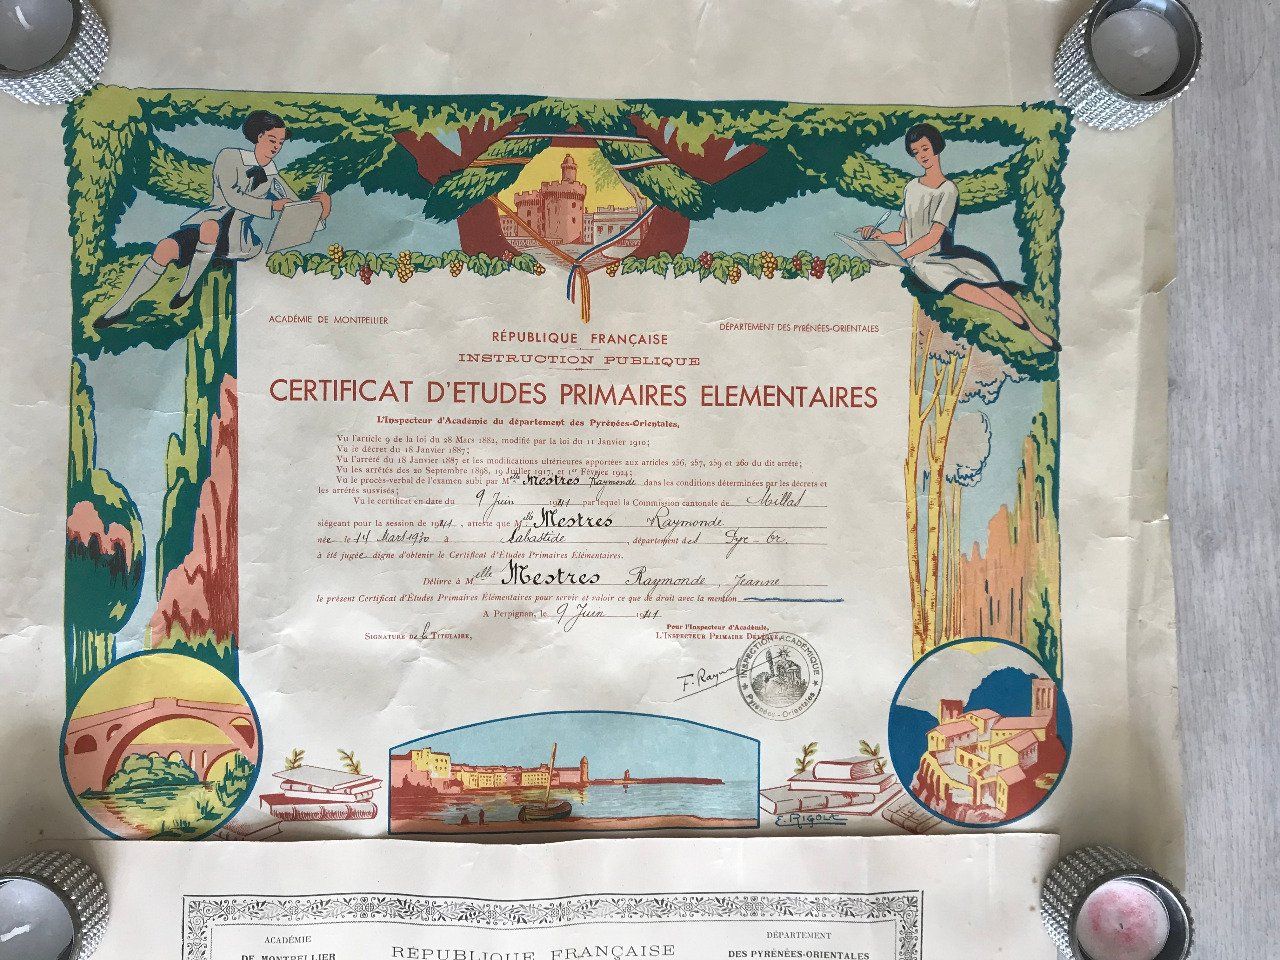 ACADÉMIE DE MONTPELLIER
DÉPARTEMENT DES PYRÉNÉES-ORIENTALES
RÉPUBLIQUE FRANÇAISE
INSTRUCTION PUBLIQUE
CERTIFICAT D'ETUDES PRIMAIRES ELEMENTAIRES
L'Inspecteur d'Académie du département des Pyrénées-Orientales,
Vu l'article 9 de la loi du 28 Mars 1882, modifié par la loi du 11 Janvier 1910;
Vu le décret du 18 Janvier 1887;
Vu l'arrêté du 18 Janvier 1887 et les modifications ultérieures apportées aux articles 256, 257, 259 et 260 du dit arrêté;
Vu les arrêtés des 20 Septembre 1898, 19 Juillet 1917, et 1er Février 1924;
Vu le procès-verbal de l'examen subi par Melle Mestres Raymonde dans les conditions déterminées par les décrets et
les arrêtés susvisés;
Vu le certificat en date du 9 Juin 1941 par lequel la Commission cantonale de Millas
siégeant pour la session de 1941, atteste que Melle Mestres Raymonde
née le 14 Mars 1930 à Labastide, département des Pyr-Or.
à été jugée digne d'obtenir le Certificat d'Etudes Primaires Elémentaires.
Délivré à Melle Mestres Raymonde, Jeanne
le présent Certificat d'Etudes Primaires Elémentaires pour servir et valoir ce que de droit avec la mention
A Perpignan, le 9 Juin 1941
Pour l'Inspecteur d'Académie,
SIGNATURE de la TITULAIRE,
L'INSPECTEUR PRIMAIRE DÉLÉGUÉ,
INSPECTION ACADÉMIQUE
Pyrénées-Orientales
E. RIGOLE
ACADÉMIE
DE MONTPELLIER
RÉPUBLIQUE FRANÇAISE
DÉPARTEMENT
DES PYRÉNÉES-ORIENTALES